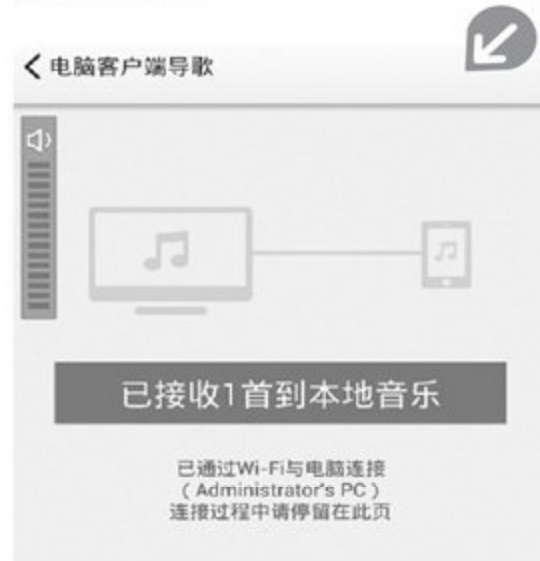 电脑客户端导歌
已接收1首到本地音乐
已通过Wi-Fi与电脑连接
( Administrator's PC )
连接过程中请停留在此页